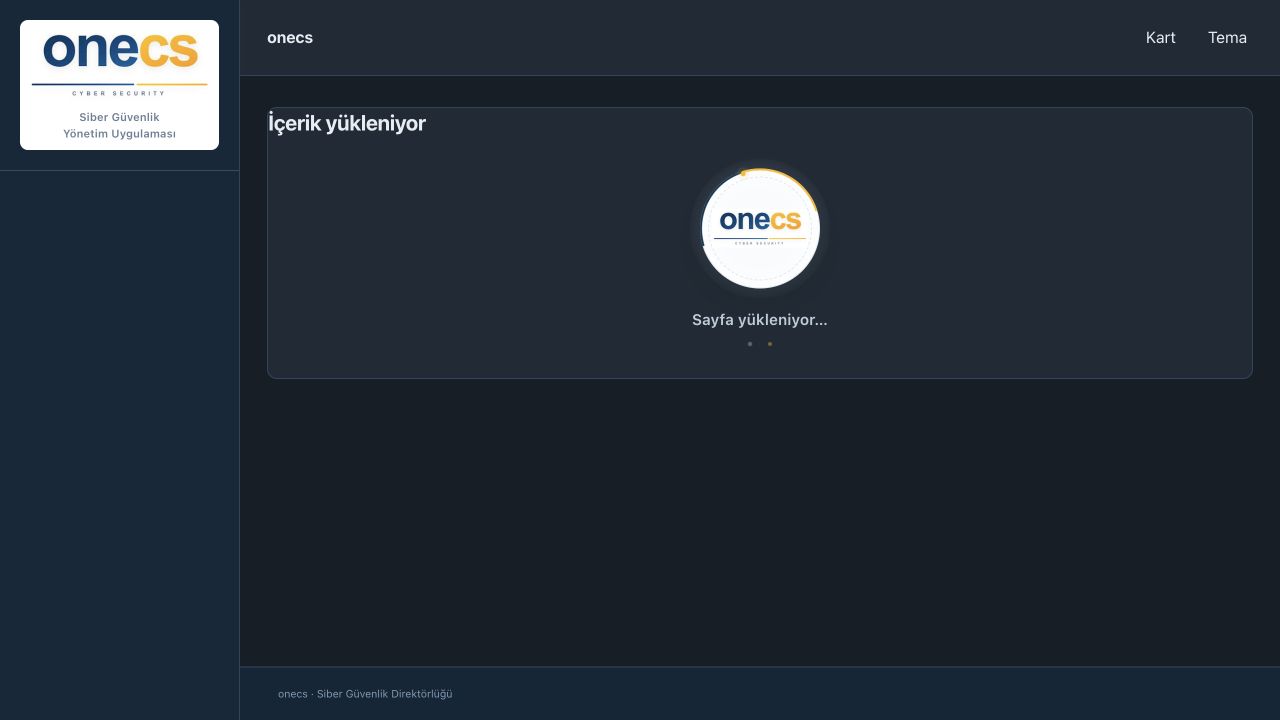 onecs
CYBER SECURITY
Siber Güvenlik
Yönetim Uygulaması
onecs
Kart
Tema
İçerik yükleniyor
onecs
CYBER SECURITY
Sayfa yükleniyor...
onecs · Siber Güvenlik Direktörlüğü